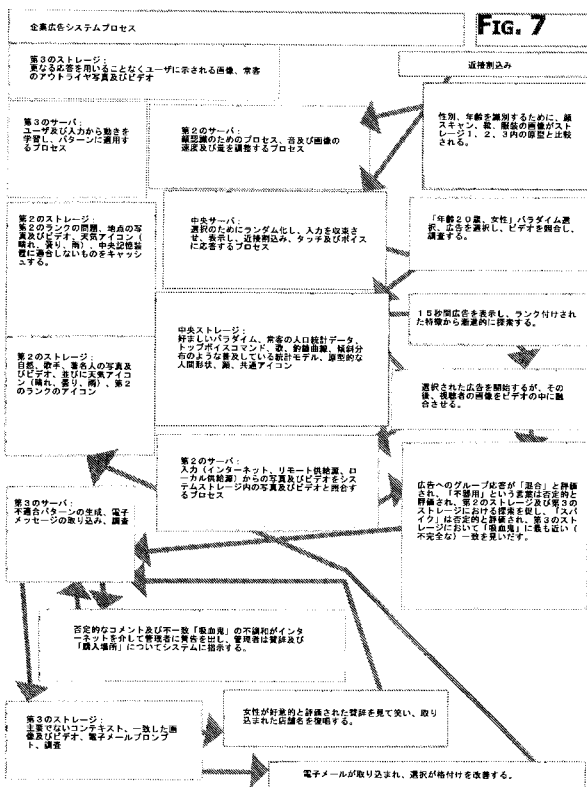 企業広告システムプロセス
FIG. 7
第3のストレージ:
更なる応答を用いることなくユーザに示される画像、常客
のアウトライヤ写真及びビデオ
近接割込み
第3のサーバ:
ユーザ及び入力から動きを
学習し、パターンに適用す
るプロセス
第2のサーバ:
顔認識のためのプロセス、音及び画像の
速度及び量を調整するプロセス
性別、年齢を識別するために、顔
スキャン、靴、服装の画像がスト
レージ1、2、3内の原型と比較
される。
第2のストレージ:
第2のランクの問題、地点の写
真及びビデオ、天気アイコン(
晴れ、曇り、雨)、中央記憶装
置に適合しないものをキャッシ
ュする。
中央サーバ:
選択のためにランダム化し、入力を収束さ
せ、表示し、近接割込み、タッチ及びボイス
に応答するプロセス
「年齢20歳、女性」パラダイム選
択、広告を選択し、ビデオを融合し、
調査する。
中央ストレージ:
好ましいパラダイム、常客の人口統計データ、
トップボイスコマンド、歌、釣鐘曲線、傾斜分
布のような普及している統計モデル、原型的な
人間形状、顔、共通アイコン
15秒間広告を表示し、ランク付けされた
特徴から漸進的に探索する。
第2のストレージ:
自然、歌手、著名人の写真及
びビデオ、並びに天気アイコ
ン(晴れ、曇り、雨)、第2
のランクのアイコン
選択された広告を開始するが、その
後、視聴者の画像をビデオの中に融
合させる。
第2のサーバ:
入力(インターネット、リモート供給源、ロ
ーカル供給源)からの写真及びビデオをシス
テムストレージ内の写真及びビデオと照合す
るプロセス
広告へのグループ応答が「混合」と評価
され、「不器用」という言葉は否定的と
評価され、第2のストレージ及び第3の
ストレージにおける探索を促し、「スパ
イク」は否定的と評価され、第3のスト
レージにおいて「吸血鬼」に最も近い(
不完全な)一致を見いだす。
第3のサーバ:
不適合パターンの生成、電子
メッセージの取り込み、調査
否定的なコメント及び不一致「吸血鬼」の不調和がインタ
ーネットを介して管理者に警告を出し、管理者は賛辞及び
「購入場所」についてシステムに指示する。
第3のストレージ:
主要でないコンテキスト、一致した画
像及びビデオ、電子メールプロンプ
ト、調査
女性が好意的と評価された賛辞を見て笑い、取り
込まれた店舗名を復唱する。
電子メールが取り込まれ、選択が格付けを改善する。